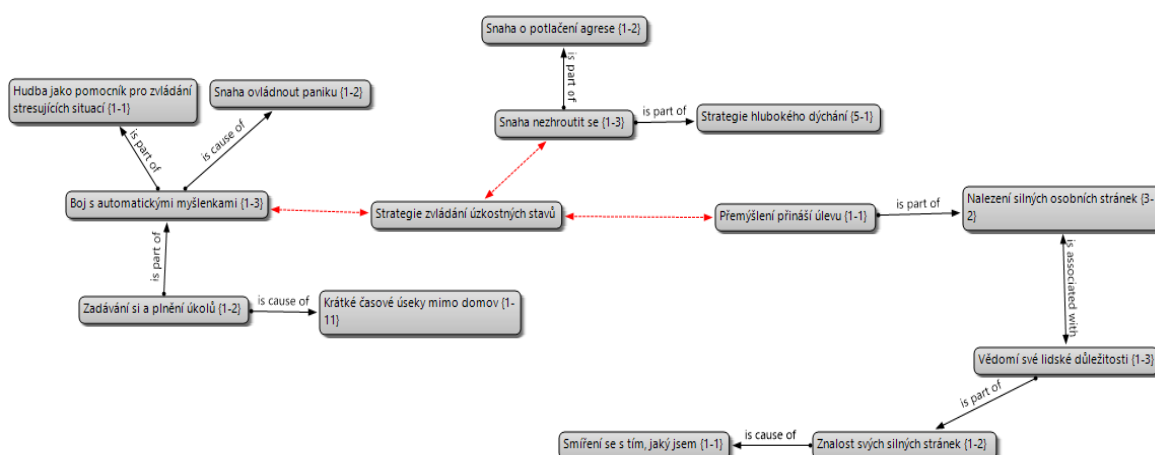 Snaha o potlačení agrese {1-2}
is part of
Hudba jako pomocník pro zvládání
stresujících situací {1-1}
Snaha ovládnout paniku {1-2}
Snaha nezhroutit se {1-3}
is part of
Strategie hlubokého dýchání {5-1}
is part of
is cause of
Boj s automatickými myšlenkami {1-3}
Strategie zvládání úzkostných stavů
Přemýšlení přináší úlevu {1-1}
is part of
Nalezení silných osobních stránek {3-
2}
is part of
is associated with
Zadávání si a plnění úkolů {1-2}
is cause of
Krátké časové úseky mimo domov {1-
11}
Vědomí své lidské důležitosti {1-3}
is part of
Smíření se s tím, jaký jsem {1-1}
is cause of
Znalost svých silných stránek {1-2}